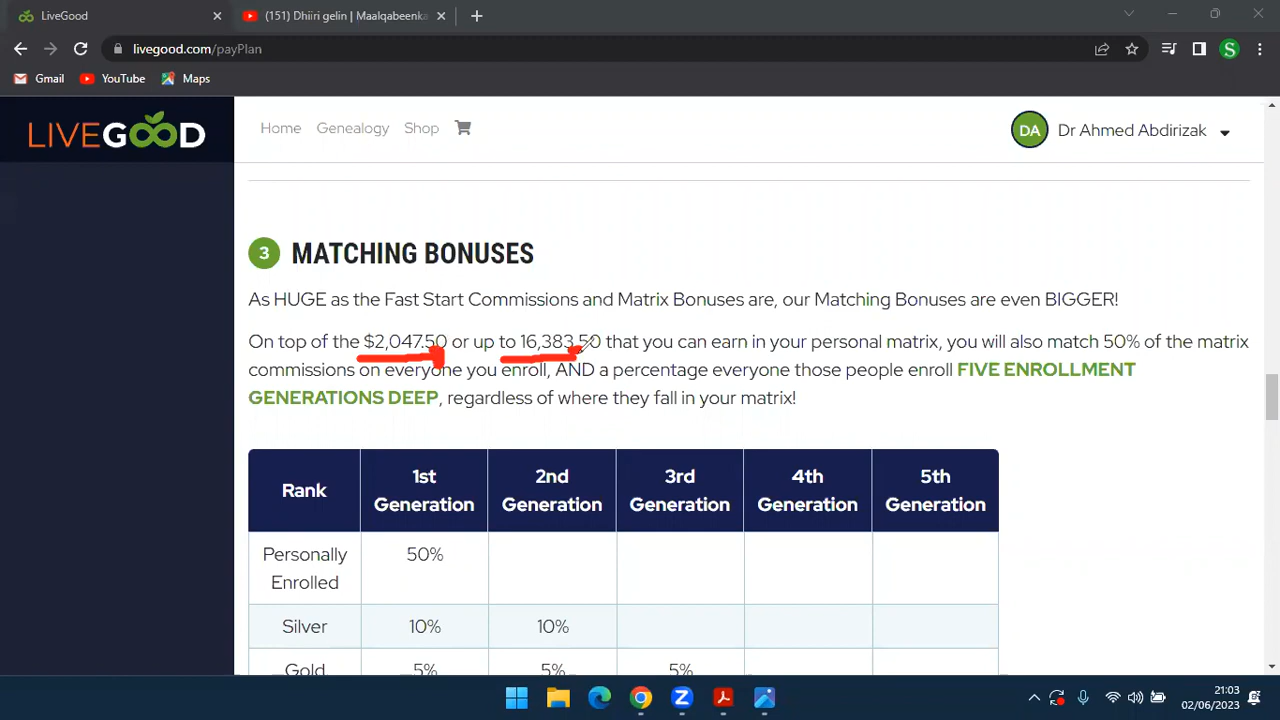 LiveGood
(151) Dhiiri gelin | Maalqabeenka
livegood.com/payPlan
S
Gmail
YouTube
Maps
LIVEGOOD
Home
Genealogy
Shop
DA
Dr Ahmed Abdirizak
3 MATCHING BONUSES
As HUGE as the Fast Start Commissions and Matrix Bonuses are, our Matching Bonuses are even BIGGER!
On top of the $2,047.50 or up to 16,383.50 that you can earn in your personal matrix, you will also match 50% of the matrix
commissions on everyone you enroll, AND a percentage everyone those people enroll FIVE ENROLLMENT
GENERATIONS DEEP, regardless of where they fall in your matrix!
Rank
1st Generation
2nd Generation
3rd Generation
4th Generation
5th Generation
Personally Enrolled
50%
Silver
10%
10%
Gold
5%
5%
5%
21:03
02/06/2023